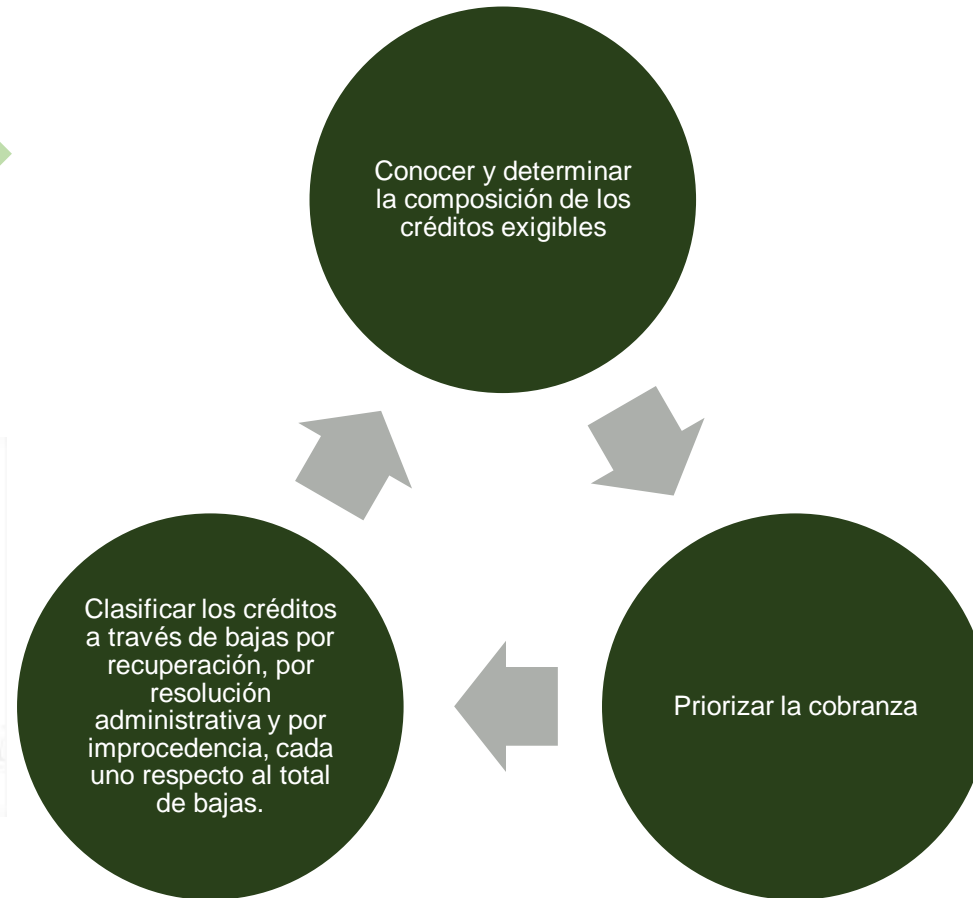 Conocer y determinar
la composición de los
créditos exigibles
Priorizar la cobranza
Clasificar los créditos
a través de bajas por
recuperación, por
resolución
administrativa y por
improcedencia, cada
uno respecto al total
de bajas.